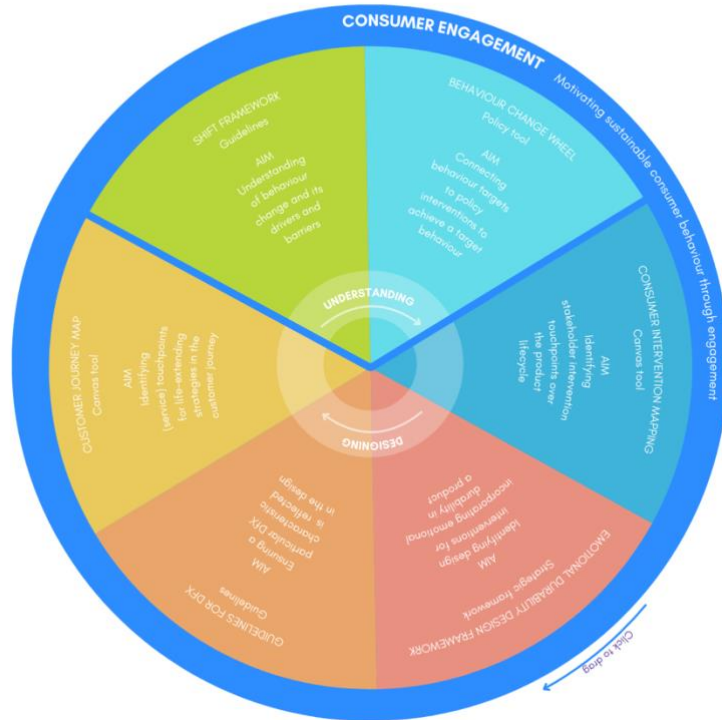 CONSUMER ENGAGEMENT
Motivating sustainable consumer behaviour through engagement
SHIFT FRAMEWORK
Guidelines
AIM
Understanding
of behaviour
change and its
drivers and
barriers
BEHAVIOUR CHANGE WHEEL
Policy tool
AIM
Connecting
behaviour targets
to policy
interventions to
achieve a target
behaviour
CONSUMER INTERVENTION MAPPING
Canvas tool
AIM
Identifying
stakeholder intervention
touchpoints over
the product
lifecycle
EMOTIONAL DURABILITY DESIGN FRAMEWORK
Strategic framework
AIM
Identifying design
interventions for
incorporating emotional
durability in
a product
GUIDELINES FOR DFX
Guidelines
AIM
Ensuring a
particular DfX
characteristic
is reflected
in the design
CUSTOMER JOURNEY MAP
Canvas tool
AIM
Identifying
(service) touchpoints
for life-extending
strategies in the
customer journey
UNDERSTANDING
DESIGNING
Click to drag